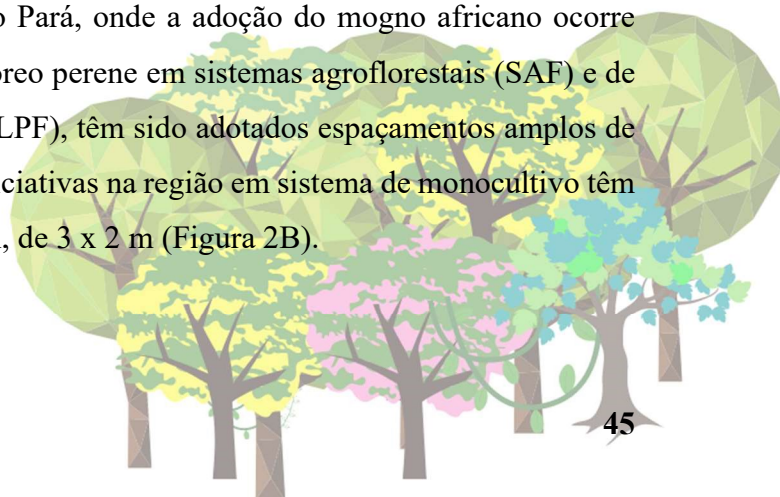 o Pará, onde a adoção do mogno africano ocorre
óreo perene em sistemas agroflorestais (SAF) e de
LPF), têm sido adotados espaçamentos amplos de
iciativas na região em sistema de monocultivo têm
, de 3 x 2 m (Figura 2B).
45